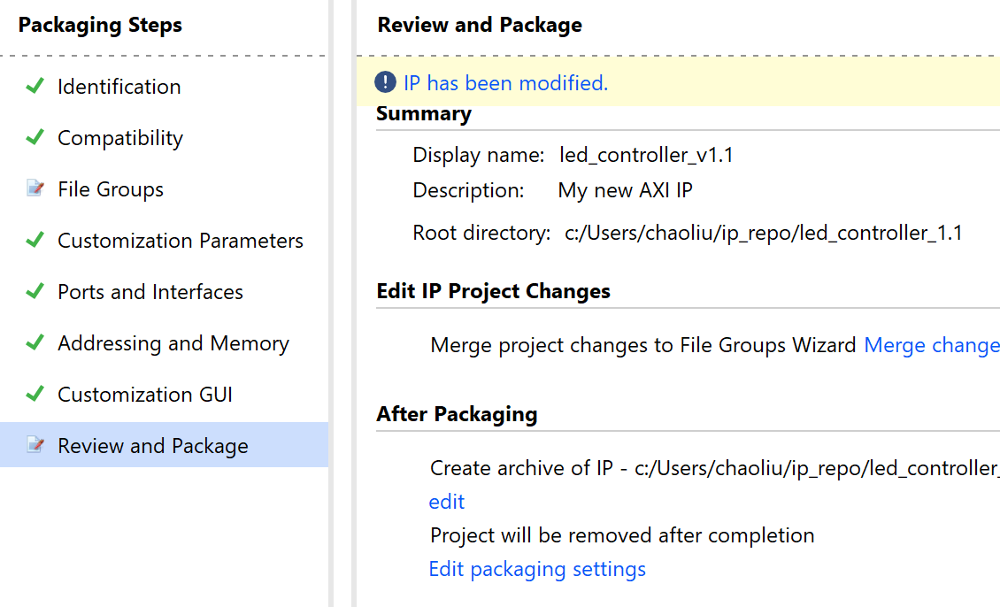 Packaging Steps
Identification
Compatibility
File Groups
Customization Parameters
Ports and Interfaces
Addressing and Memory
Customization GUI
Review and Package
Review and Package
IP has been modified.
Summary
Display name: led_controller_v1.1
Description: My new AXI IP
Root directory: c:/Users/chaoliu/ip_repo/led_controller_1.1
Edit IP Project Changes
Merge project changes to File Groups Wizard Merge change
After Packaging
Create archive of IP - c:/Users/chaoliu/ip_repo/led_controller_
edit
Project will be removed after completion
Edit packaging settings